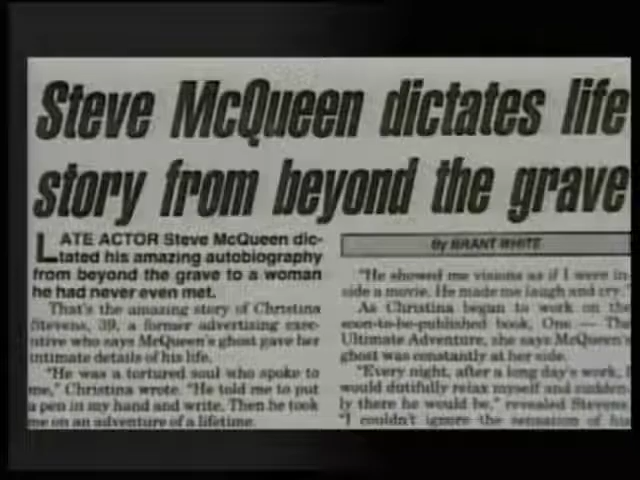 Steve McQueen dictates life
story from beyond the grave
LATE ACTOR Steve McQueen dic-
tated his amazing autobiography
from beyond the grave to a woman
he had never even met.
That's the amazing story of Christina
Stevens, 39, a former advertising exec-
utive who says McQueen's ghost gave her
intimate details of his life.
"He was a tortured soul who spoke to
me," Christina wrote. "He told me to put
a pen in my hand and write. Then he took
me on an adventure of a lifetime.
By BRANT WHITE
"He showed me visions as if I were in-
side a movie. He made me laugh and cry."
As Christina began to work on the
soon-to-be-published book, One — The
Ultimate Adventure, she says McQueen's
ghost was constantly at her side.
"Every night, after a long day's work, I
would dutifully relax myself and sudden-
ly there he would be," revealed Stevens.
"I couldn't ignore the sensation of his